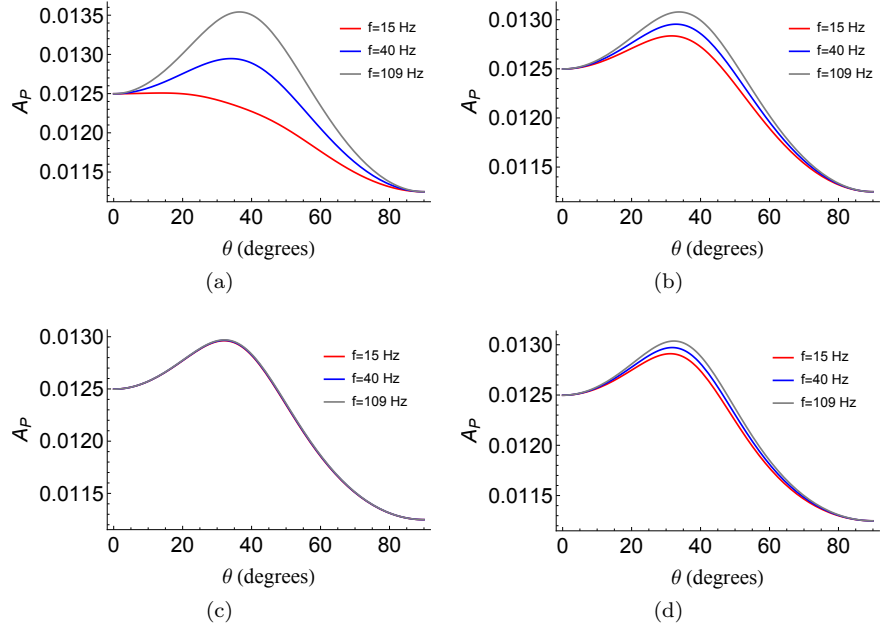 0.0135
0.0130
0.0125
0.0120
0.0115
A_P
f=15 Hz
f=40 Hz
f=109 Hz
0 20 40 60 80
θ (degrees)
(a)
0.0130
0.0125
0.0120
0.0115
A_P
f=15 Hz
f=40 Hz
f=109 Hz
0 20 40 60 80
θ (degrees)
(b)
0.0130
0.0125
0.0120
0.0115
A_P
f=15 Hz
f=40 Hz
f=109 Hz
0 20 40 60 80
θ (degrees)
(c)
0.0130
0.0125
0.0120
0.0115
A_P
f=15 Hz
f=40 Hz
f=109 Hz
0 20 40 60 80
θ (degrees)
(d)